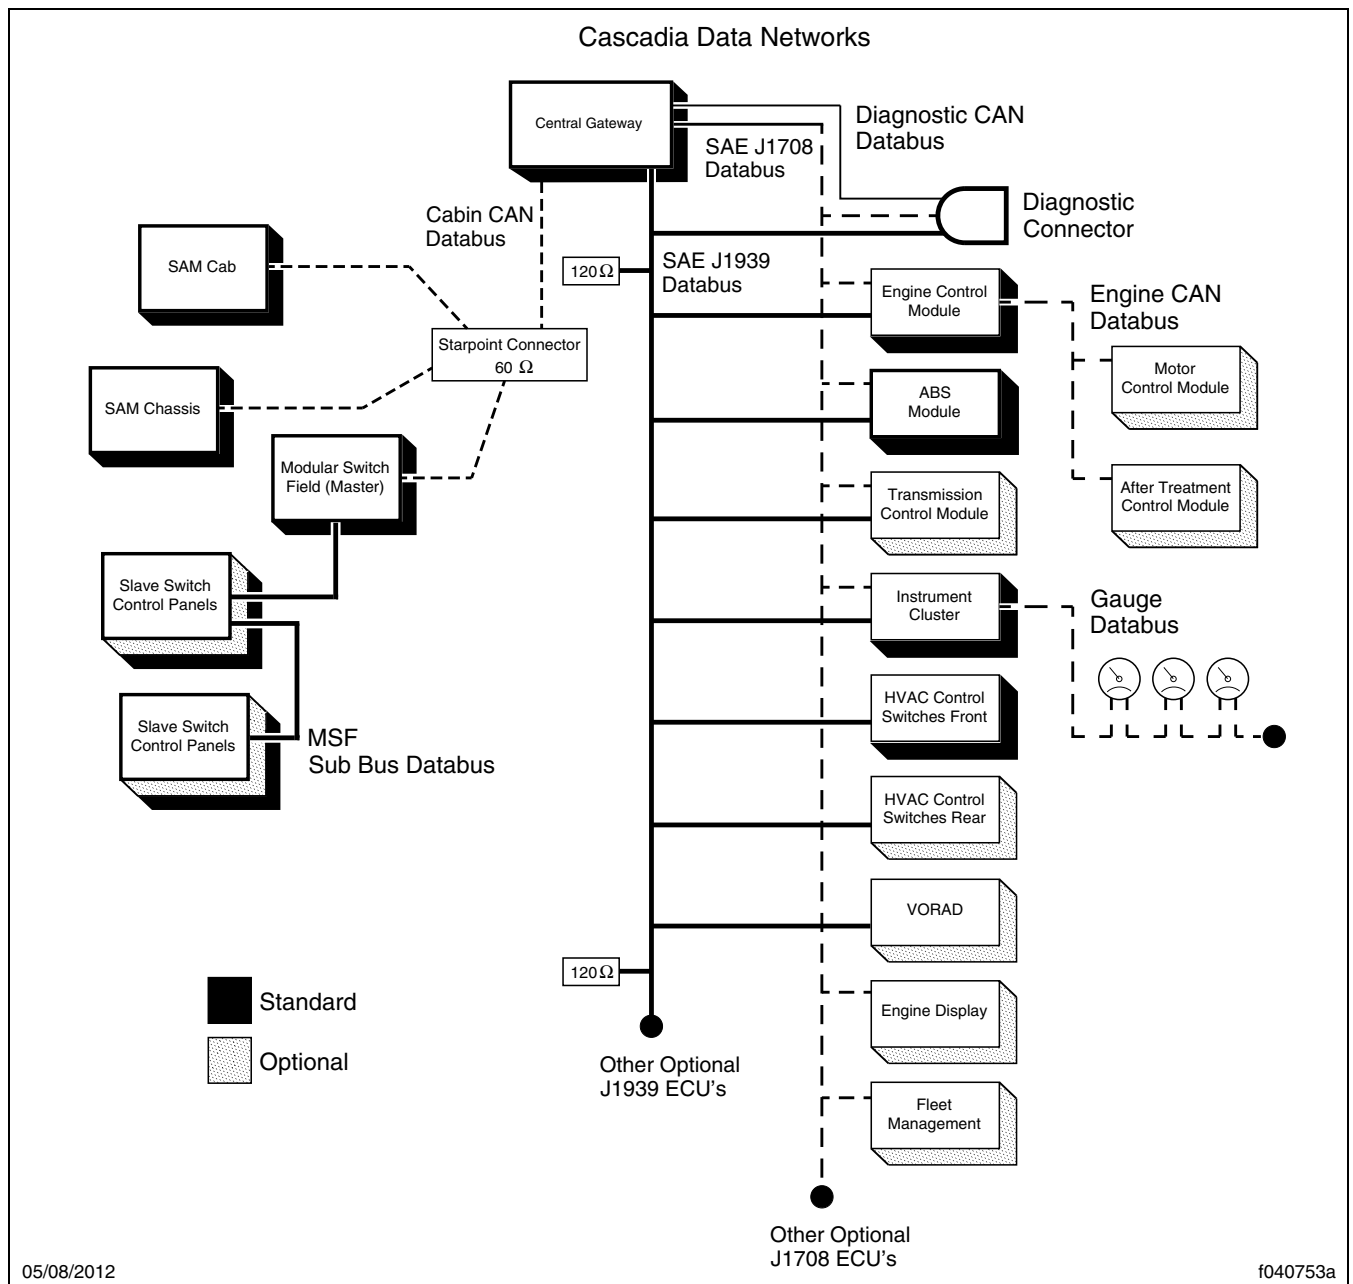 Cascadia Data Networks
Central Gateway
Diagnostic CAN
Databus
SAE J1708
Databus
Diagnostic
Connector
Cabin CAN
Databus
SAM Cab
120Ω
SAE J1939
Databus
Engine Control
Module
Engine CAN
Databus
Starpoint Connector
60 Ω
Motor
Control Module
SAM Chassis
ABS
Module
Modular Switch
Field (Master)
Transmission
Control Module
After Treatment
Control Module
Slave Switch
Control Panels
Instrument
Cluster
Gauge
Databus
HVAC Control
Switches Front
Slave Switch
Control Panels
MSF
Sub Bus Databus
HVAC Control
Switches Rear
VORAD
120Ω
Standard
Optional
Engine Display
Other Optional
J1939 ECU's
Fleet
Management
Other Optional
J1708 ECU's
05/08/2012
f040753a